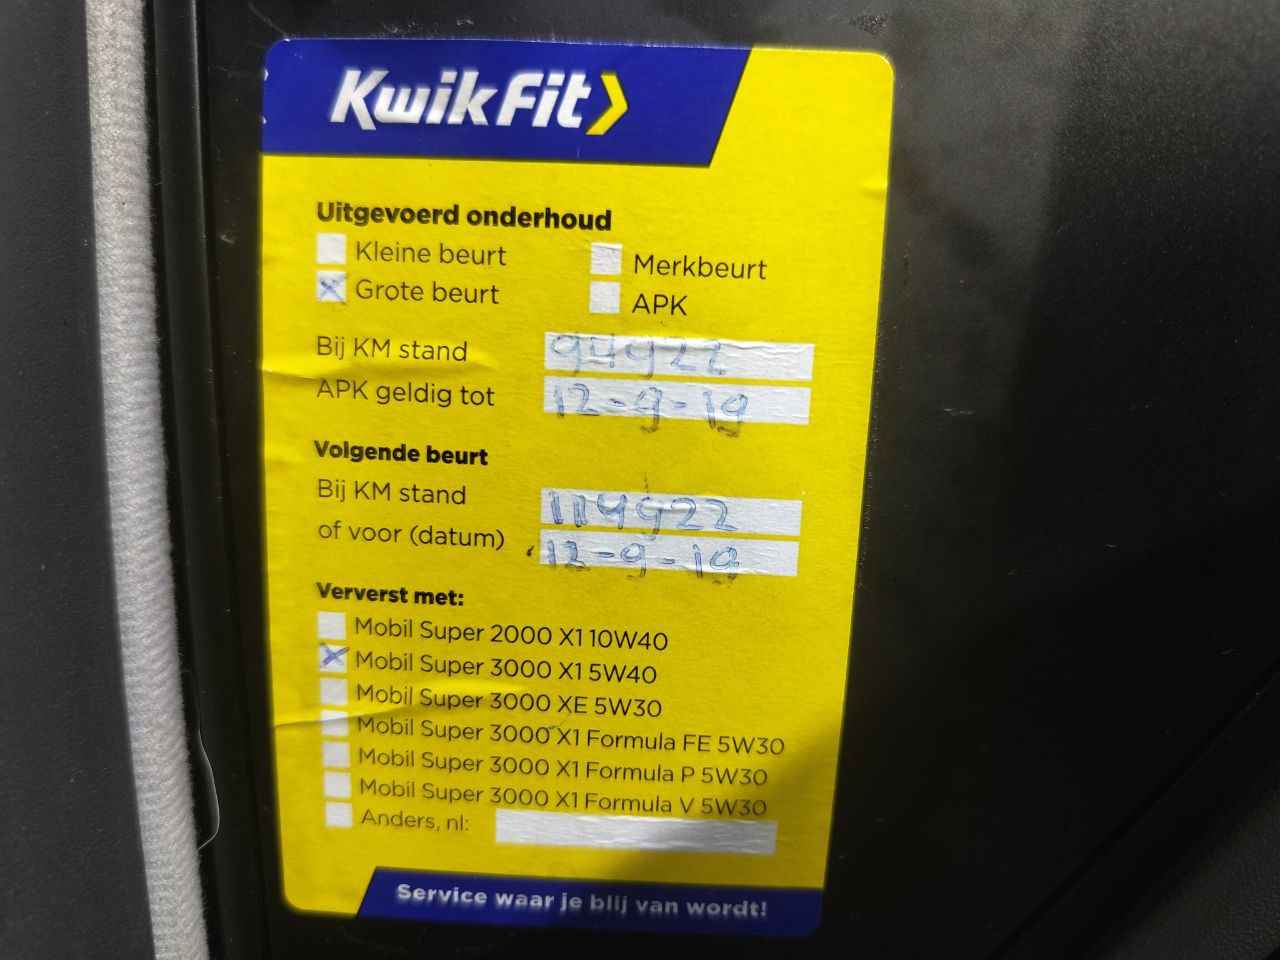 Kwik Fit
Uitgevoerd onderhoud
Kleine beurt Merkbeurt
Grote beurt APK
Bij KM stand 94922
APK geldig tot 12-9-19
Volgende beurt
Bij KM stand 114922
of voor (datum) 12-9-19
Ververst met:
Mobil Super 2000 X1 10W40
Mobil Super 3000 X1 5W40
Mobil Super 3000 XE 5W30
Mobil Super 3000 X1 Formula FE 5W30
Mobil Super 3000 X1 Formula P 5W30
Mobil Super 3000 X1 Formula V 5W30
Anders, nl:
Service waar je blij van wordt!